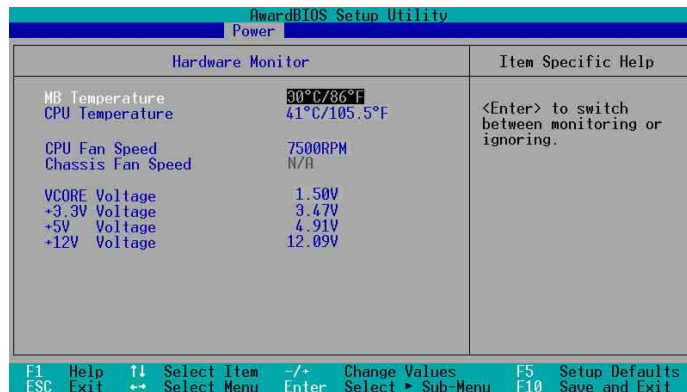 AwardBIOS Setup Utility
Power
Hardware Monitor
Item Specific Help
MB Temperature 30°C/86°F
CPU Temperature 41°C/105.5°F
CPU Fan Speed 7500RPM
Chassis Fan Speed N/A
VCORE Voltage 1.50V
+3.3V Voltage 3.47V
+5V Voltage 4.91V
+12V Voltage 12.09V
<Enter> to switch
between monitoring or
ignoring.
F1 Help ↑↓ Select Item -/+ Change Values F5 Setup Defaults
ESC Exit ←→ Select Menu Enter Select ► Sub-Menu F10 Save and Exit